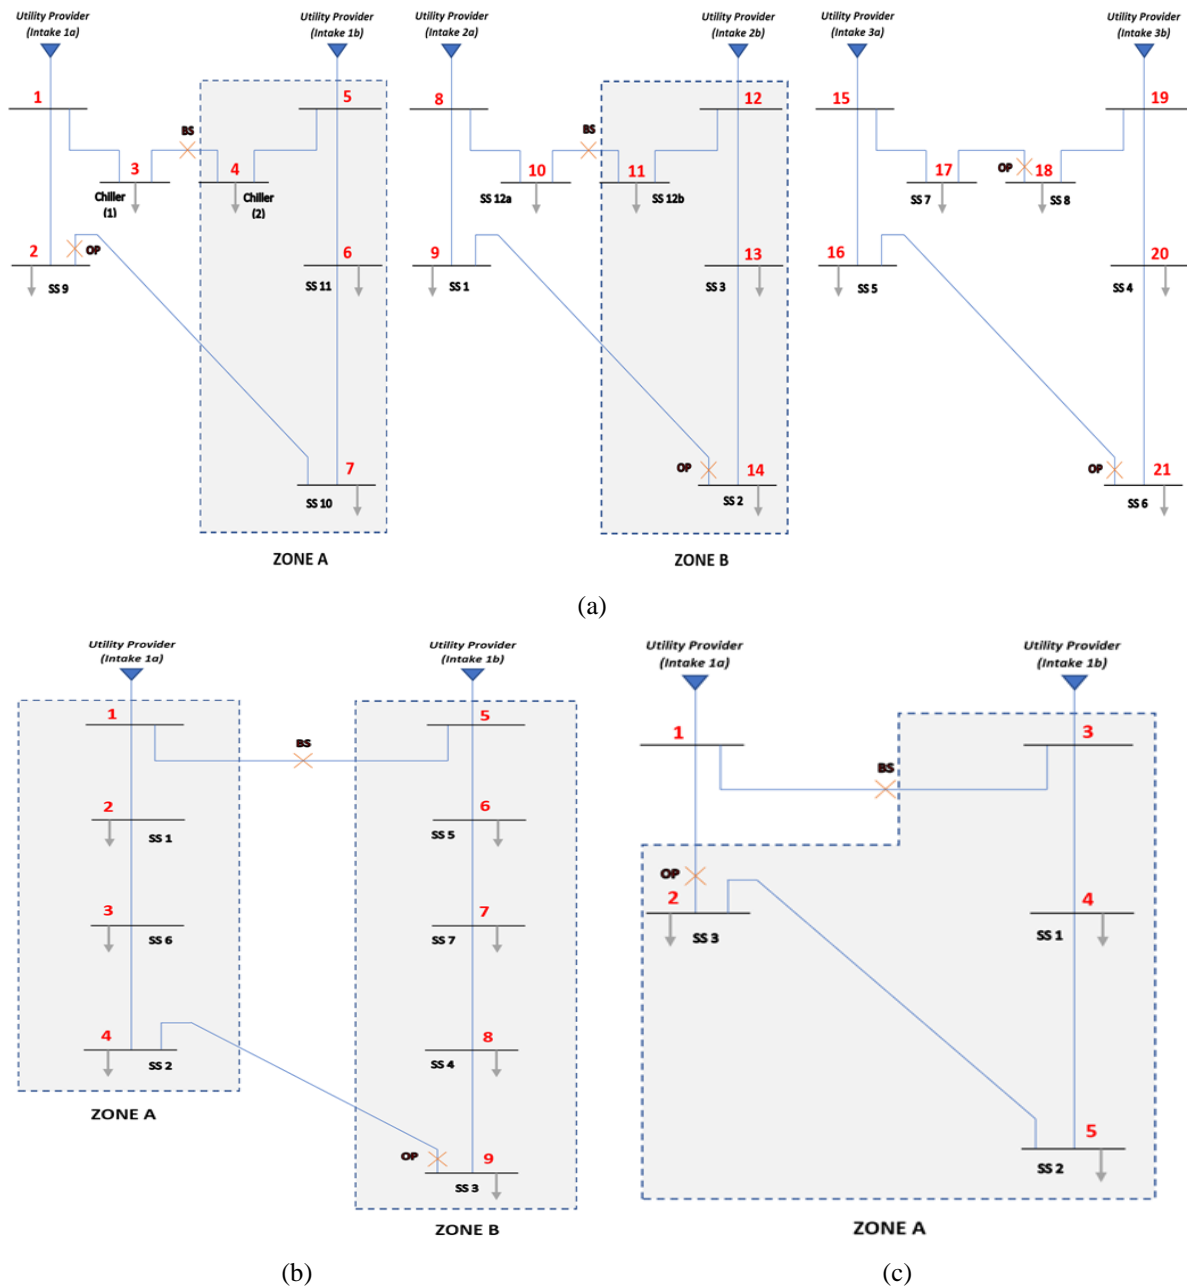 Utility Provider
(Intake 1a)
Utility Provider
(Intake 1b)
Utility Provider
(Intake 2a)
Utility Provider
(Intake 2b)
Utility Provider
(Intake 3a)
Utility Provider
(Intake 3b)
1
5
8
12
15
19
BS
BS
3
4
10
11
17
OP
18
Chiller
(1)
Chiller
(2)
SS 12a
SS 12b
SS 7
SS 8
2
OP
6
9
13
16
20
SS 9
SS 11
SS 1
SS 3
SS 5
SS 4
7
OP
14
OP
21
SS 10
SS 2
SS 6
ZONE A
ZONE B
(a)
Utility Provider
(Intake 1a)
Utility Provider
(Intake 1b)
1
5
BS
2
6
SS 1
SS 5
3
7
SS 6
SS 7
4
8
SS 2
SS 4
ZONE A
OP
9
SS 3
ZONE B
(b)
Utility Provider
(Intake 1a)
Utility Provider
(Intake 1b)
1
3
BS
OP
2
4
SS 3
SS 1
5
SS 2
ZONE A
(c)